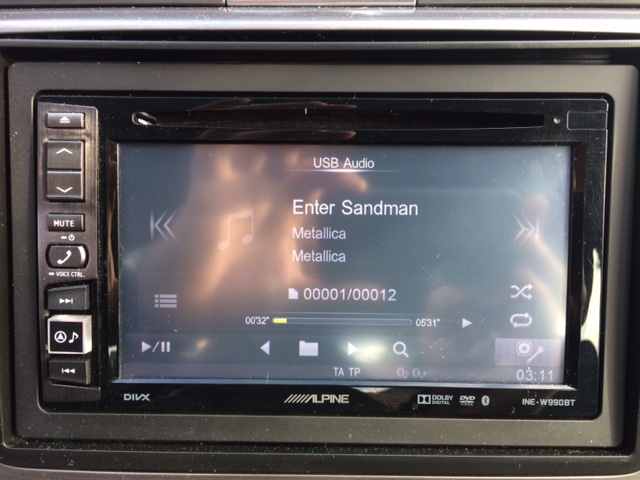 USB Audio
Enter Sandman
Metallica
Metallica
00001/00012
00'32" 05'31"
TA TP
03:11
MUTE
VOICE CTRL.
DIVX
ALPINE
DOLBY
DIGITAL
DVD
VIDEO
INE-W990BT